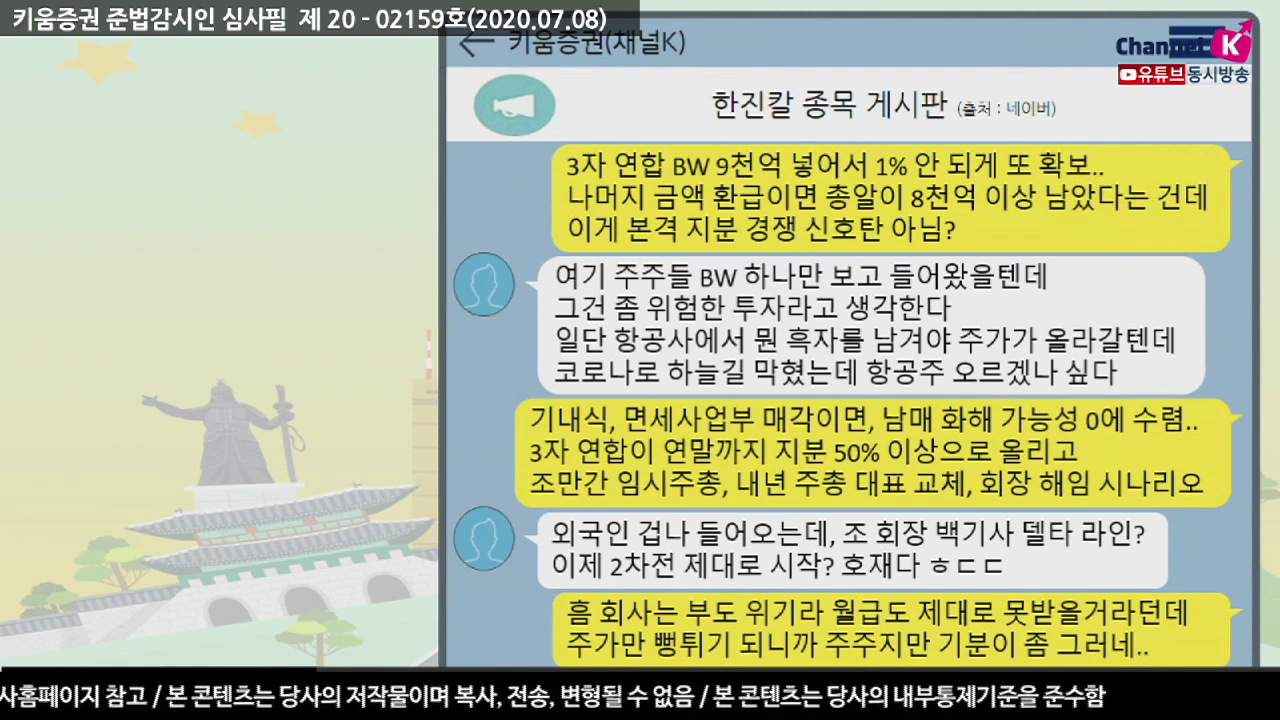 키움증권 준법감시인 심사필 제 20 - 02159호(2020.07.08)
키움증권(채널K)
Channel K
유튜브동시방송
한진칼 종목 게시판 (출처 : 네이버)
3자 연합 BW 9천억 넣어서 1% 안 되게 또 확보..
나머지 금액 환급이면 총알이 8천억 이상 남았다는 건데
이게 본격 지분 경쟁 신호탄 아님?
여기 주주들 BW 하나만 보고 들어왔을텐데
그건 좀 위험한 투자라고 생각한다
일단 항공사에서 뭔 흑자를 남겨야 주가가 올라갈텐데
코로나로 하늘길 막혔는데 항공주 오르겠나 싶다
기내식, 면세사업부 매각이면, 남매 화해 가능성 0에 수렴..
3자 연합이 연말까지 지분 50% 이상으로 올리고
조만간 임시주총, 내년 주총 대표 교체, 회장 해임 시나리오
외국인 겁나 들어오는데, 조 회장 백기사 델타 라인?
이제 2차전 제대로 시작? 호재다 ㅎㄷㄷ
흠 회사는 부도 위기라 월급도 제대로 못받을거라던데
주가만 뻥튀기 되니까 주주지만 기분이 좀 그러네..
사홈페이지 참고 / 본 콘텐츠는 당사의 저작물이며 복사, 전송, 변형될 수 없음 / 본 콘텐츠는 당사의 내부통제기준을 준수함